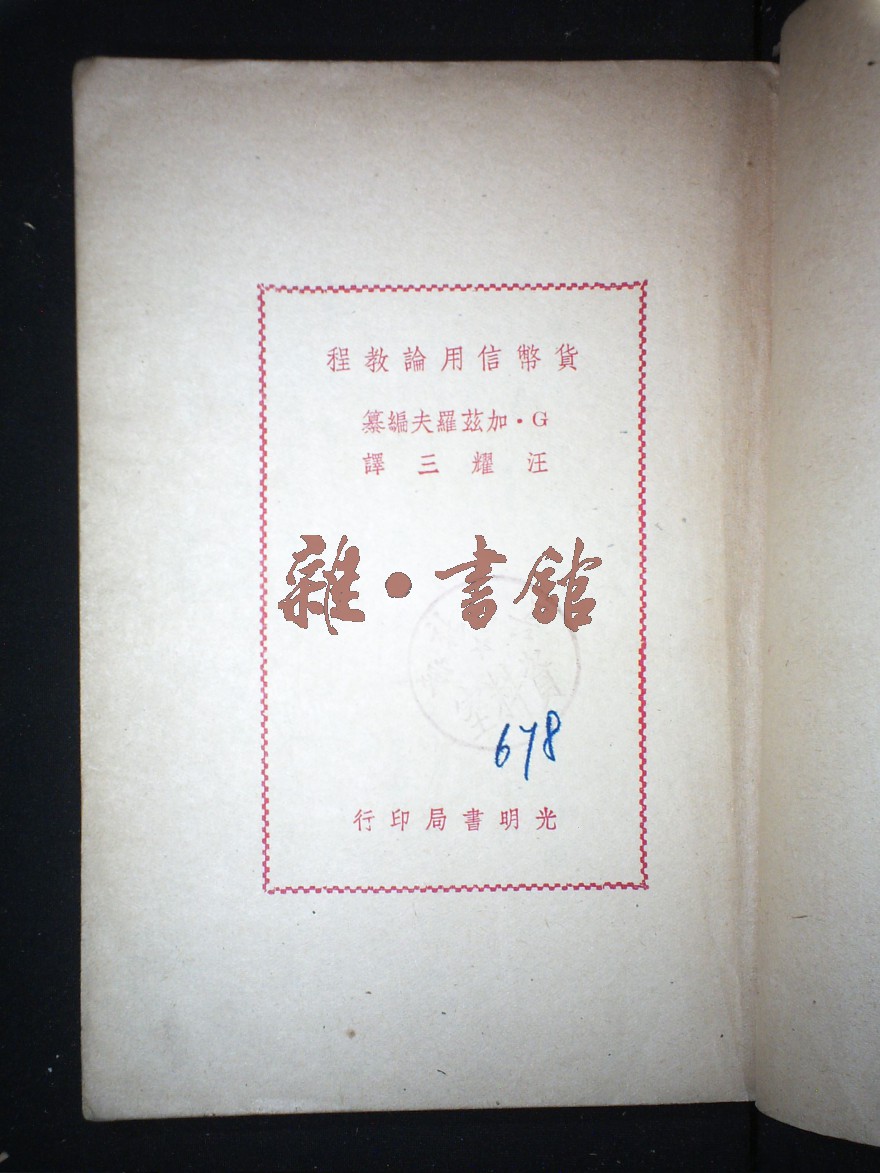 貨幣信用論教程
G·加茲羅夫編纂
汪耀三譯
雜·書館
678
光明書局印行